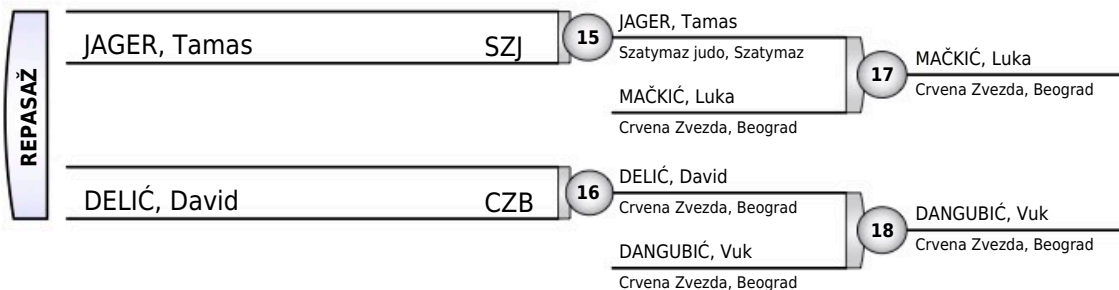 REPASAŽ
JAGER, Tamas SZJ
15
JAGER, Tamas
Szatymaz judo, Szatymaz
MAČKIĆ, Luka
Crvena Zvezda, Beograd
17
MAČKIĆ, Luka
Crvena Zvezda, Beograd
DELIĆ, David CZB
16
DELIĆ, David
Crvena Zvezda, Beograd
DANGUBIĆ, Vuk
Crvena Zvezda, Beograd
18
DANGUBIĆ, Vuk
Crvena Zvezda, Beograd